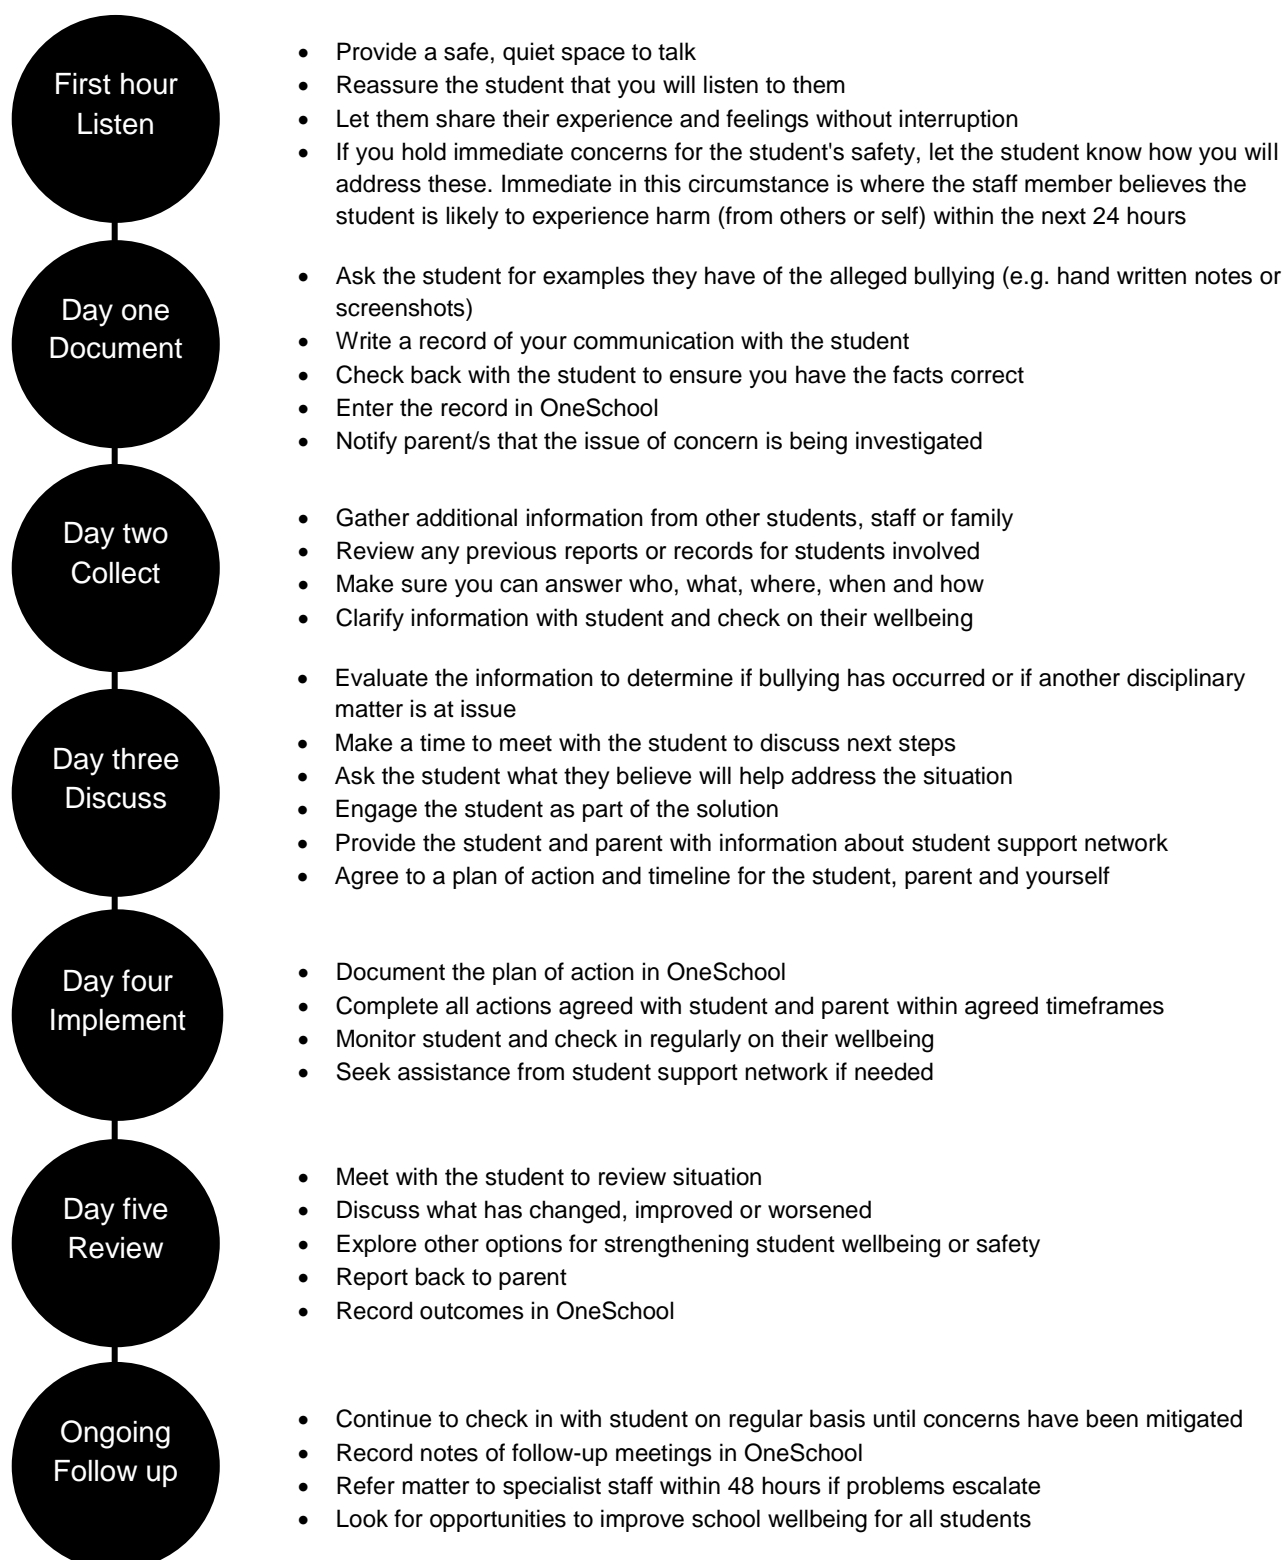 First hour
Listen
• Provide a safe, quiet space to talk
• Reassure the student that you will listen to them
• Let them share their experience and feelings without interruption
• If you hold immediate concerns for the student's safety, let the student know how you will
address these. Immediate in this circumstance is where the staff member believes the
student is likely to experience harm (from others or self) within the next 24 hours
Day one
Document
• Ask the student for examples they have of the alleged bullying (e.g. hand written notes or
screenshots)
• Write a record of your communication with the student
• Check back with the student to ensure you have the facts correct
• Enter the record in OneSchool
• Notify parent/s that the issue of concern is being investigated
Day two
Collect
• Gather additional information from other students, staff or family
• Review any previous reports or records for students involved
• Make sure you can answer who, what, where, when and how
• Clarify information with student and check on their wellbeing
Day three
Discuss
• Evaluate the information to determine if bullying has occurred or if another disciplinary
matter is at issue
• Make a time to meet with the student to discuss next steps
• Ask the student what they believe will help address the situation
• Engage the student as part of the solution
• Provide the student and parent with information about student support network
• Agree to a plan of action and timeline for the student, parent and yourself
Day four
Implement
• Document the plan of action in OneSchool
• Complete all actions agreed with student and parent within agreed timeframes
• Monitor student and check in regularly on their wellbeing
• Seek assistance from student support network if needed
Day five
Review
• Meet with the student to review situation
• Discuss what has changed, improved or worsened
• Explore other options for strengthening student wellbeing or safety
• Report back to parent
• Record outcomes in OneSchool
Ongoing
Follow up
• Continue to check in with student on regular basis until concerns have been mitigated
• Record notes of follow-up meetings in OneSchool
• Refer matter to specialist staff within 48 hours if problems escalate
• Look for opportunities to improve school wellbeing for all students